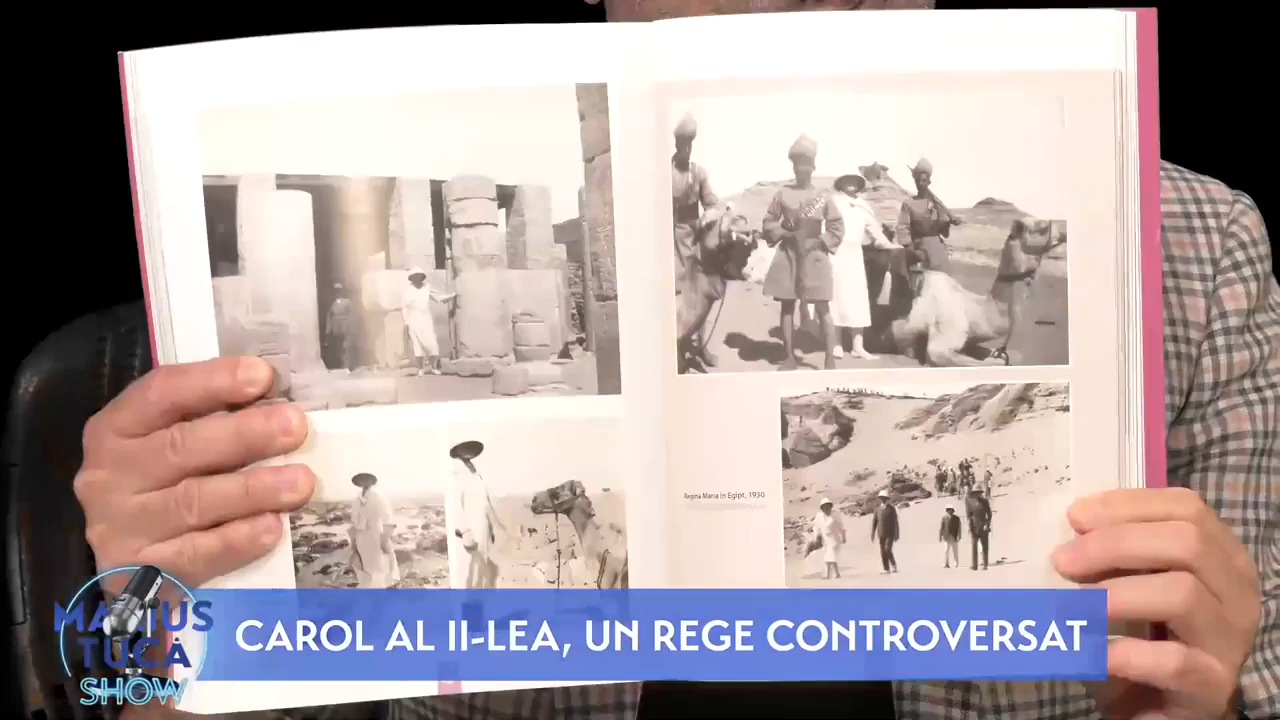 Regina Maria în Egipt, 1930
MARIUS
TUCĂ
SHOW
CAROL AL II-LEA, UN REGE CONTROVERSAT